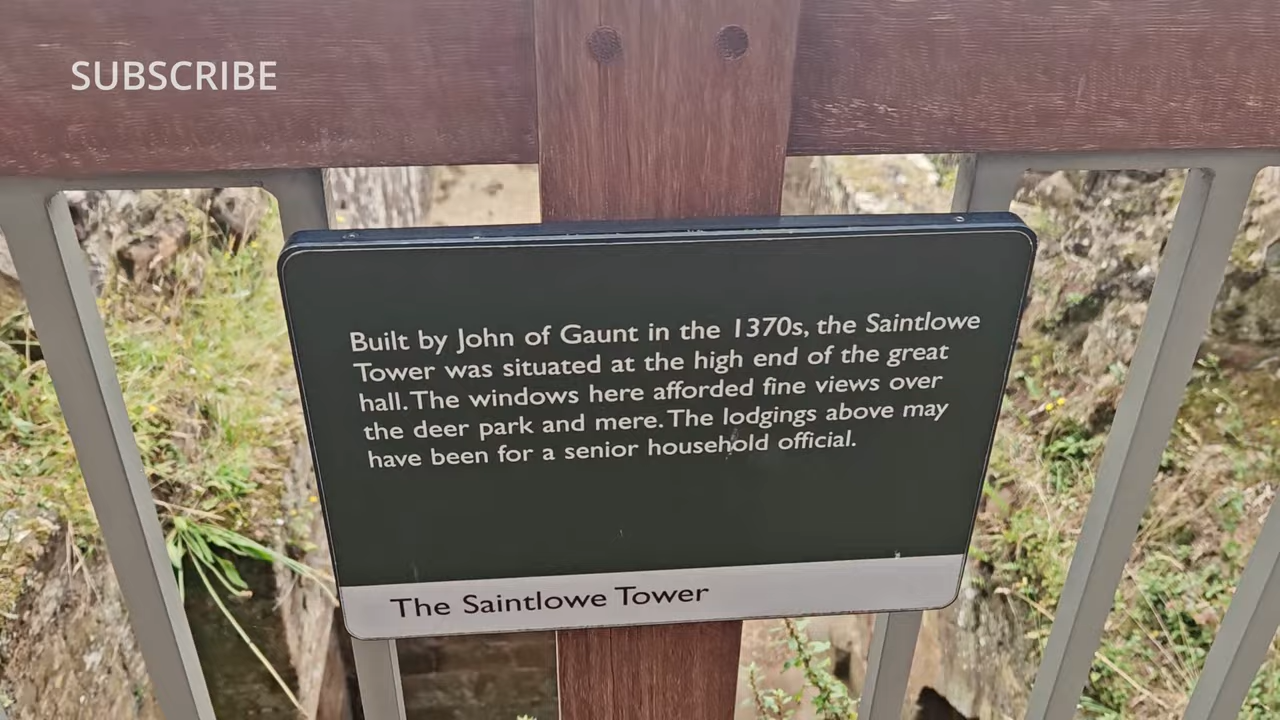 SUBSCRIBE
Built by John of Gaunt in the 1370s, the Saintlowe
Tower was situated at the high end of the great
hall. The windows here afforded fine views over
the deer park and mere. The lodgings above may
have been for a senior household official.
The Saintlowe Tower